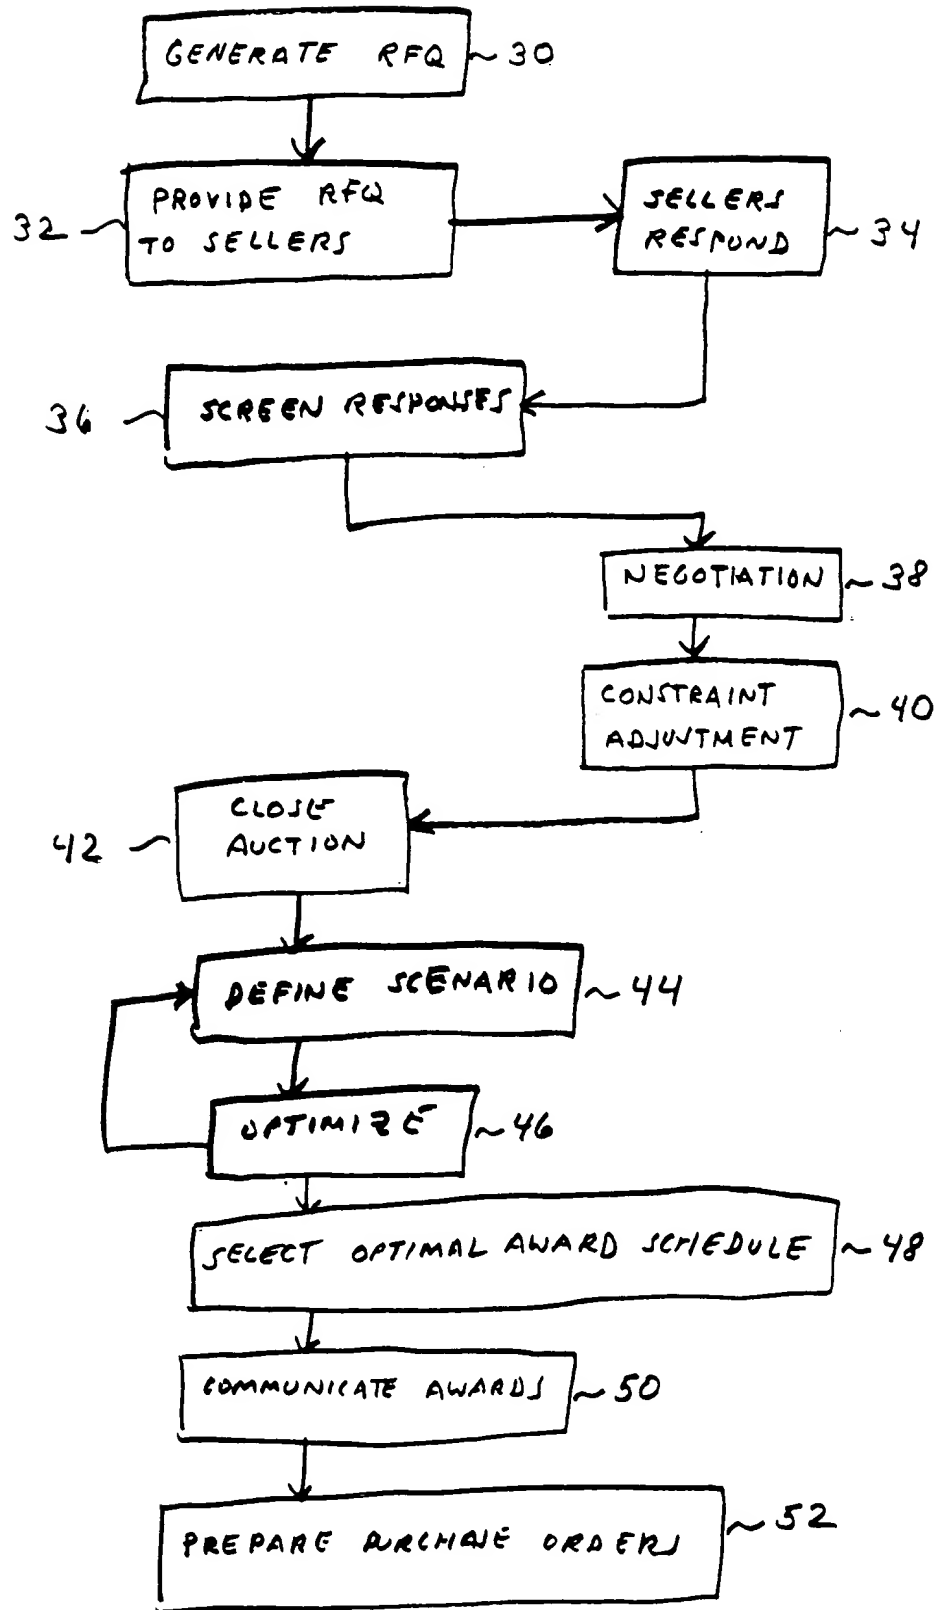 GENERATE RFQ
30
PROVIDE RFQ
TO SELLERS
32
SELLERS
RESPOND
34
SCREEN RESPONSES
36
NEGOTIATION
38
CONSTRAINT
ADJUSTMENT
40
CLOSE
AUCTION
42
DEFINE SCENARIO
44
OPTIMIZE
46
SELECT OPTIMAL AWARD SCHEDULE
48
COMMUNICATE AWARDS
50
PREPARE PURCHASE ORDERS
52